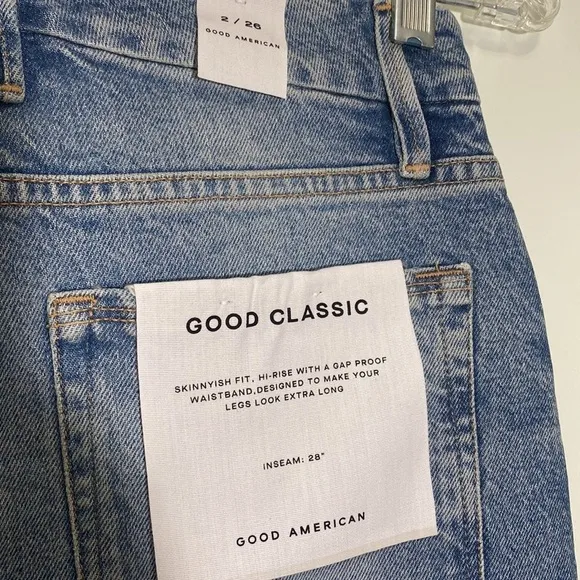 2 / 26
GOOD AMERICAN
GOOD CLASSIC
SKINNYISH FIT, HI-RISE WITH A GAP PROOF
WAISTBAND,DESIGNED TO MAKE YOUR
LEGS LOOK EXTRA LONG
INSEAM: 28"
GOOD AMERICAN